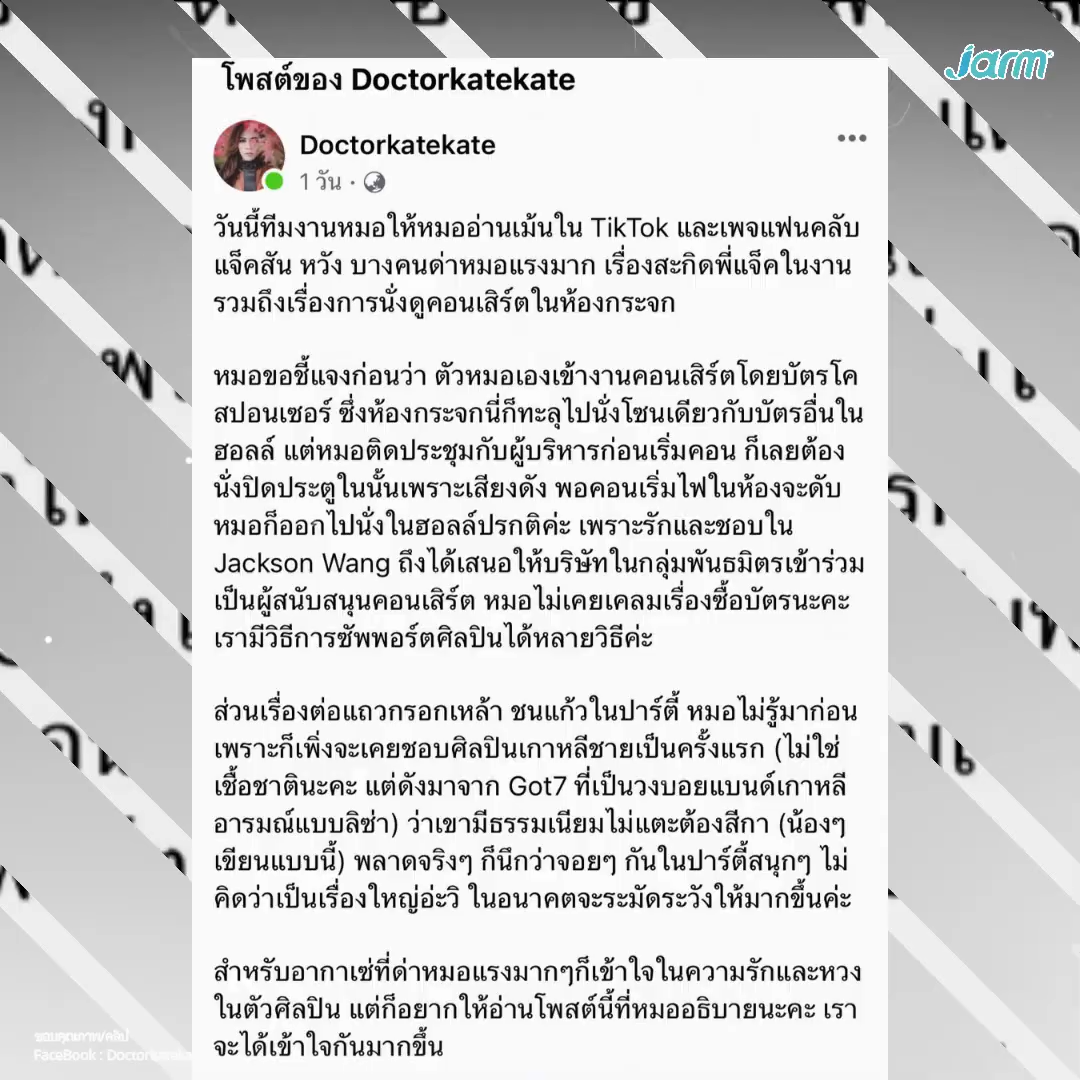 jarm
โพสต์ของ Doctorkatekate
Doctorkatekate
1 วัน ·
วันนี้ทีมงานหมอให้หมออ่านเม้นใน TikTok และเพจแฟนคลับ
แจ็คสัน หวัง บางคนด่าหมอแรงมาก เรื่องสะกิดพี่แจ็คในงาน
รวมถึงเรื่องการนั่งดูคอนเสิร์ตในห้องกระจก
หมอขอชี้แจงก่อนว่า ตัวหมอเองเข้างานคอนเสิร์ตโดยบัตรโค
สปอนเซอร์ ซึ่งห้องกระจกนี่ก็ทะลุไปนั่งโซนเดียวกับบัตรอื่นใน
ฮอลล์ แต่หมอติดประชุมกับผู้บริหารก่อนเริ่มคอน ก็เลยต้อง
นั่งปิดประตูในนั้นเพราะเสียงดัง พอคอนเริ่มไฟในห้องจะดับ
หมอก็ออกไปนั่งในฮอลล์ปรกติค่ะ เพราะรักและชอบใน
Jackson Wang ถึงได้เสนอให้บริษัทในกลุ่มพันธมิตรเข้าร่วม
เป็นผู้สนับสนุนคอนเสิร์ต หมอไม่เคยเคลมเรื่องซื้อบัตรนะคะ
เรามีวิธีการซัพพอร์ตศิลปินได้หลายวิธีค่ะ
ส่วนเรื่องต่อแถวกรอกเหล้า ชนแก้วในปาร์ตี้ หมอไม่รู้มาก่อน
เพราะก็เพิ่งจะเคยชอบศิลปินเกาหลีชายเป็นครั้งแรก (ไม่ใช่
เชื้อชาตินะคะ แต่ดังมาจาก Got7 ที่เป็นวงบอยแบนด์เกาหลี
อารมณ์แบบลิซ่า) ว่าเขามีธรรมเนียมไม่แตะต้องสีกา (น้องๆ
เขียนแบบนี้) พลาดจริงๆ ก็นึกว่าจอยๆ กันในปาร์ตี้สนุกๆ ไม่
คิดว่าเป็นเรื่องใหญ่อ่ะวิ ในอนาคตจะระมัดระวังให้มากขึ้นค่ะ
สำหรับอากาเซ่ที่ด่าหมอแรงมากๆก็เข้าใจในความรักและหวง
ในตัวศิลปิน แต่ก็อยากให้อ่านโพสต์นี้ที่หมออธิบายนะคะ เรา
จะได้เข้าใจกันมากขึ้น
ขอบคุณภาพ/คลิป
FaceBook : Doctorkateka